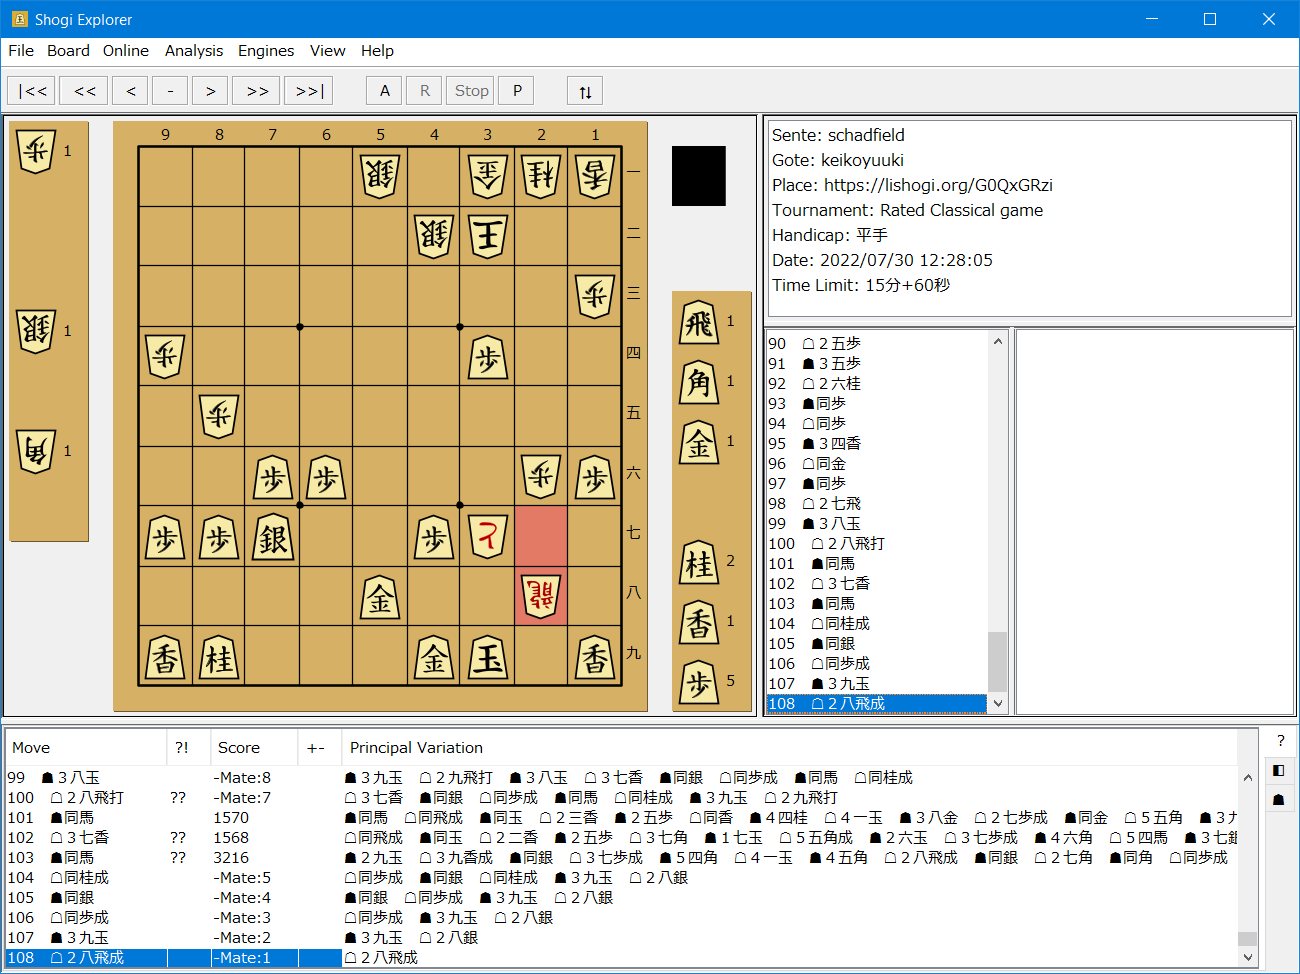 Shogi Explorer
File Board Online Analysis Engines View Help
|<< << < - > >> >>| A R Stop P ↑↓
9 8 7 6 5 4 3 2 1
歩 1
銀 1
角 1
銀 金 桂 香 一
銀 王 二
歩 三
歩 歩 四
歩 五
歩 歩 歩 歩 六
歩 歩 銀 歩 と 七
金 龍 八
香 桂 金 玉 香 九
飛 1
角 1
金 1
桂 2
香 1
歩 5
Sente: schadfield
Gote: keikoyuuki
Place: https://lishogi.org/G0QxGRzi
Tournament: Rated Classical game
Handicap: 平手
Date: 2022/07/30 12:28:05
Time Limit: 15分+60秒
90 ☖２五歩
91 ☗３五歩
92 ☖２六桂
93 ☗同歩
94 ☖同歩
95 ☗３四香
96 ☖同金
97 ☗同歩
98 ☖２七飛
99 ☗３八玉
100 ☖２八飛打
101 ☗同馬
102 ☖３七香
103 ☗同馬
104 ☖同桂成
105 ☗同銀
106 ☖同歩成
107 ☗３九玉
108 ☖２八飛成
Move ?! Score +- Principal Variation ?
99 ☗３八玉 -Mate:8 ☗３九玉 ☖２九飛打 ☗３八玉 ☖３七香 ☗同銀 ☖同歩成 ☗同馬 ☖同桂成
100 ☖２八飛打 ?? -Mate:7 ☖３七香 ☗同銀 ☖同歩成 ☗同馬 ☖同桂成 ☗３九玉 ☖２九飛打
101 ☗同馬 1570 ☗同馬 ☖同飛成 ☗同玉 ☖２三香 ☗２五歩 ☖同香 ☗４四桂 ☖４一玉 ☗３八金 ☖２七歩成 ☗同金 ☖５五角
102 ☖３七香 ?? 1568 ☖同飛成 ☗同玉 ☖２二香 ☗２五歩 ☖３七角 ☗１七玉 ☖５五角成 ☗２六玉 ☖３七歩成 ☗４六角 ☖５四馬 ☗３七銀
103 ☗同馬 ?? 3216 ☗２九玉 ☖３九香成 ☗同銀 ☖３七歩成 ☗５四角 ☖４一玉 ☗４五角 ☖２八飛成 ☗同銀 ☖２七角 ☗同角 ☖同歩成
104 ☖同桂成 -Mate:5 ☖同歩成 ☗同銀 ☖同桂成 ☗３九玉 ☖２八銀
105 ☗同銀 -Mate:4 ☗同銀 ☖同歩成 ☗３九玉 ☖２八銀
106 ☖同歩成 -Mate:3 ☖同歩成 ☗３九玉 ☖２八銀
107 ☗３九玉 -Mate:2 ☗３九玉 ☖２八銀
108 ☖２八飛成 -Mate:1 ☖２八飛成